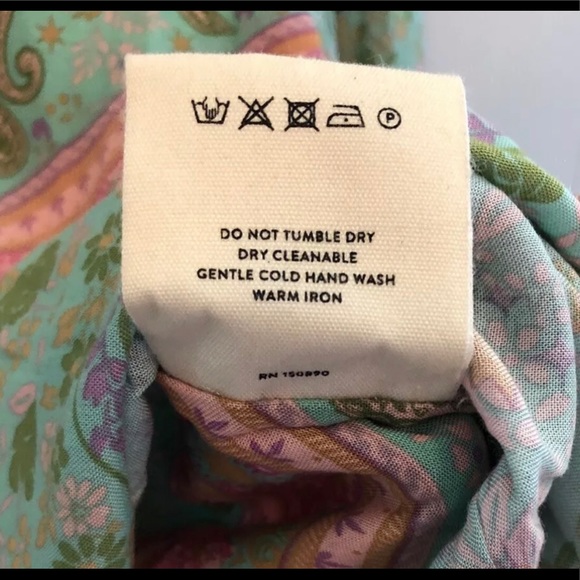 P
DO NOT TUMBLE DRY
DRY CLEANABLE
GENTLE COLD HAND WASH
WARM IRON
RN 150890